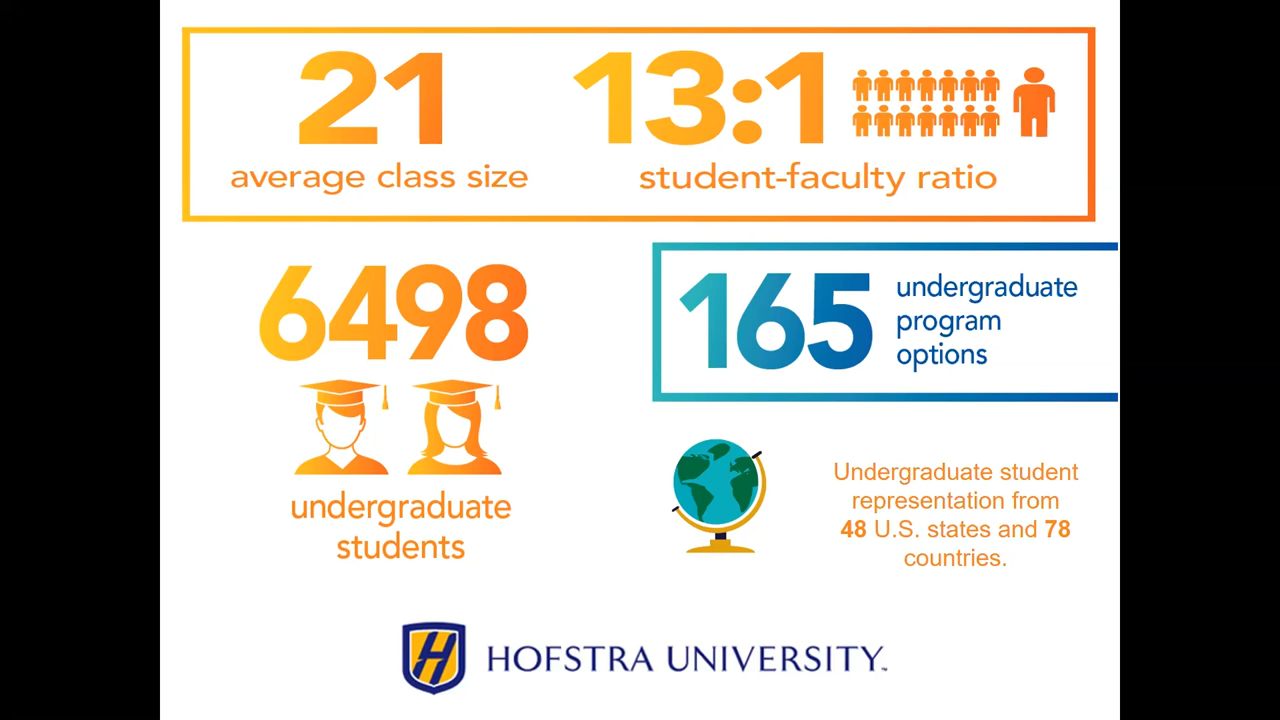 21
average class size
13:1
student-faculty ratio
6498
undergraduate
students
165
undergraduate
program
options
Undergraduate student
representation from
48 U.S. states and 78
countries.
H
HOFSTRA UNIVERSITY™